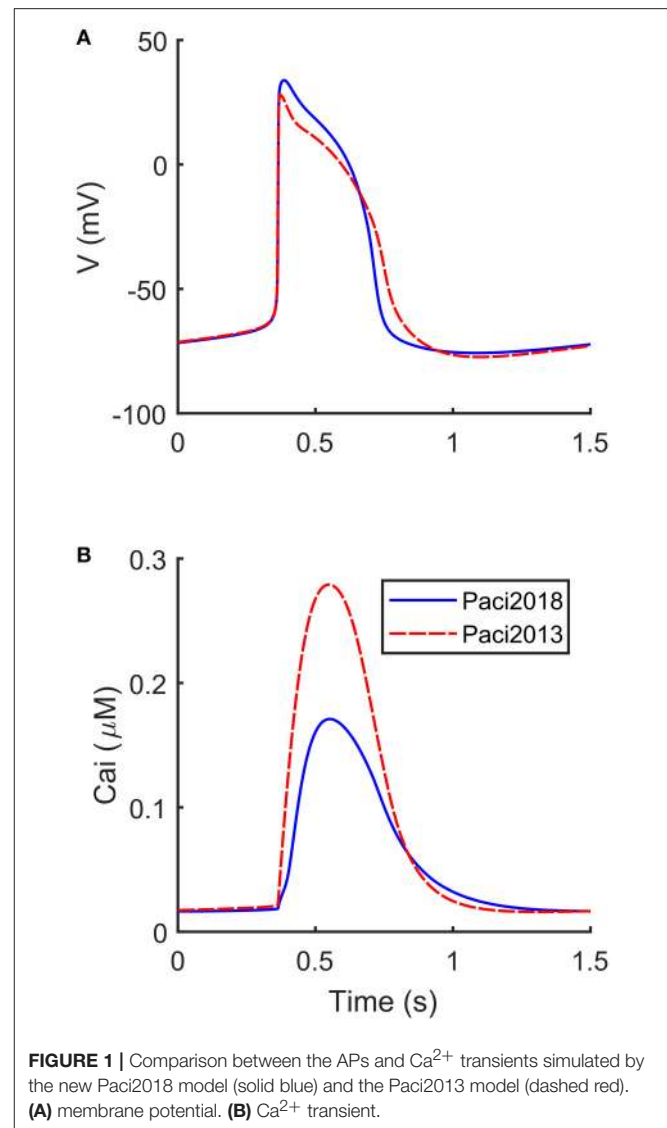 A
50
0
-50
-100
V (mV)
0
0.5
1
1.5
B
0.3
0.2
0.1
0
Cai (μM)
Paci2018
Paci2013
0
0.5
1
1.5
Time (s)
FIGURE 1 | Comparison between the APs and Ca²⁺ transients simulated by
the new Paci2018 model (solid blue) and the Paci2013 model (dashed red).
(A) membrane potential. (B) Ca²⁺ transient.